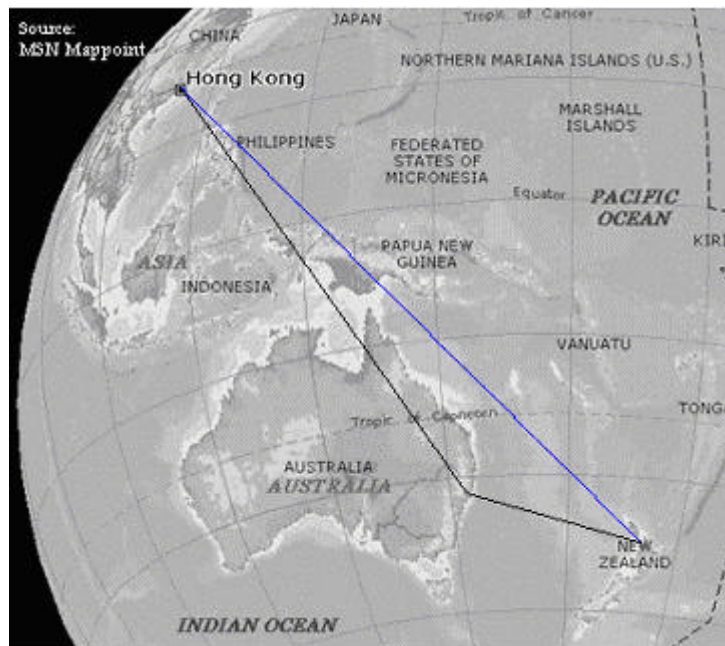 Source:
MSN Mappoint
JAPAN
Tropic of Cancer
CHINA
NORTHERN MARIANA ISLANDS (U.S.)
Hong Kong
MARSHALL
ISLANDS
PHILIPPINES
FEDERATED
STATES OF
MICRONESIA
Equator
PACIFIC
OCEAN
KIRI
PAPUA NEW
GUINEA
ASIA
INDONESIA
VANUATU
TONGA
Tropic of Capricorn
AUSTRALIA
AUSTRALIA
NEW
ZEALAND
INDIAN OCEAN